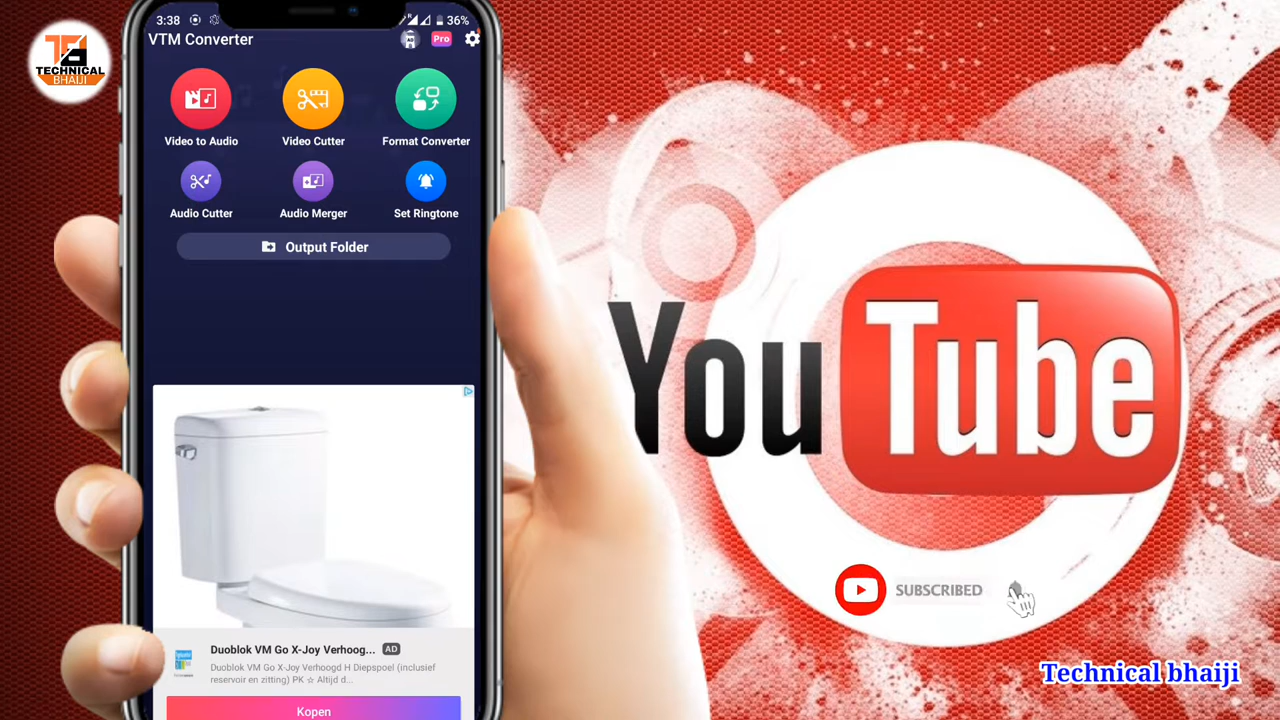 3:38
36%
VTM Converter
AD
Pro
TECHNICAL
BHAIJI
Video to Audio
Video Cutter
Format Converter
Audio Cutter
Audio Merger
Set Ringtone
Output Folder
YouTube
SUBSCRIBED
Duoblok VM Go X-Joy Verhoog... AD
Duoblok VM Go X-Joy Verhoogd H Diepspoel (inclusief
reservoir en zitting) PK ☆ Altijd d...
Kopen
Technical bhaiji